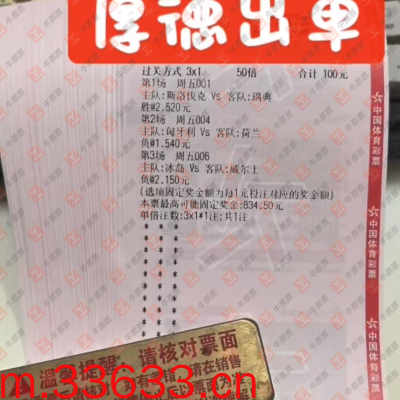 厚德出单
过关方式 3x1 50倍 合计 100元
第1场 周五001
主队:斯洛伐克 Vs 客队:瑞典
胜@2.520元
第2场 周五004
主队:匈牙利 Vs 客队:荷兰
负@1.540元
第3场 周五006
主队:冰岛 Vs 客队:威尔士
负@2.150元
(选项固定奖金额为每1元投注对应的奖金额)
本票最高可能固定奖金:834.50元
单倍注数:3x1*1注;共1注
中国体育彩票
中国体育彩票
中国体育彩票
温馨提醒
请核对票面
m.33633.cn